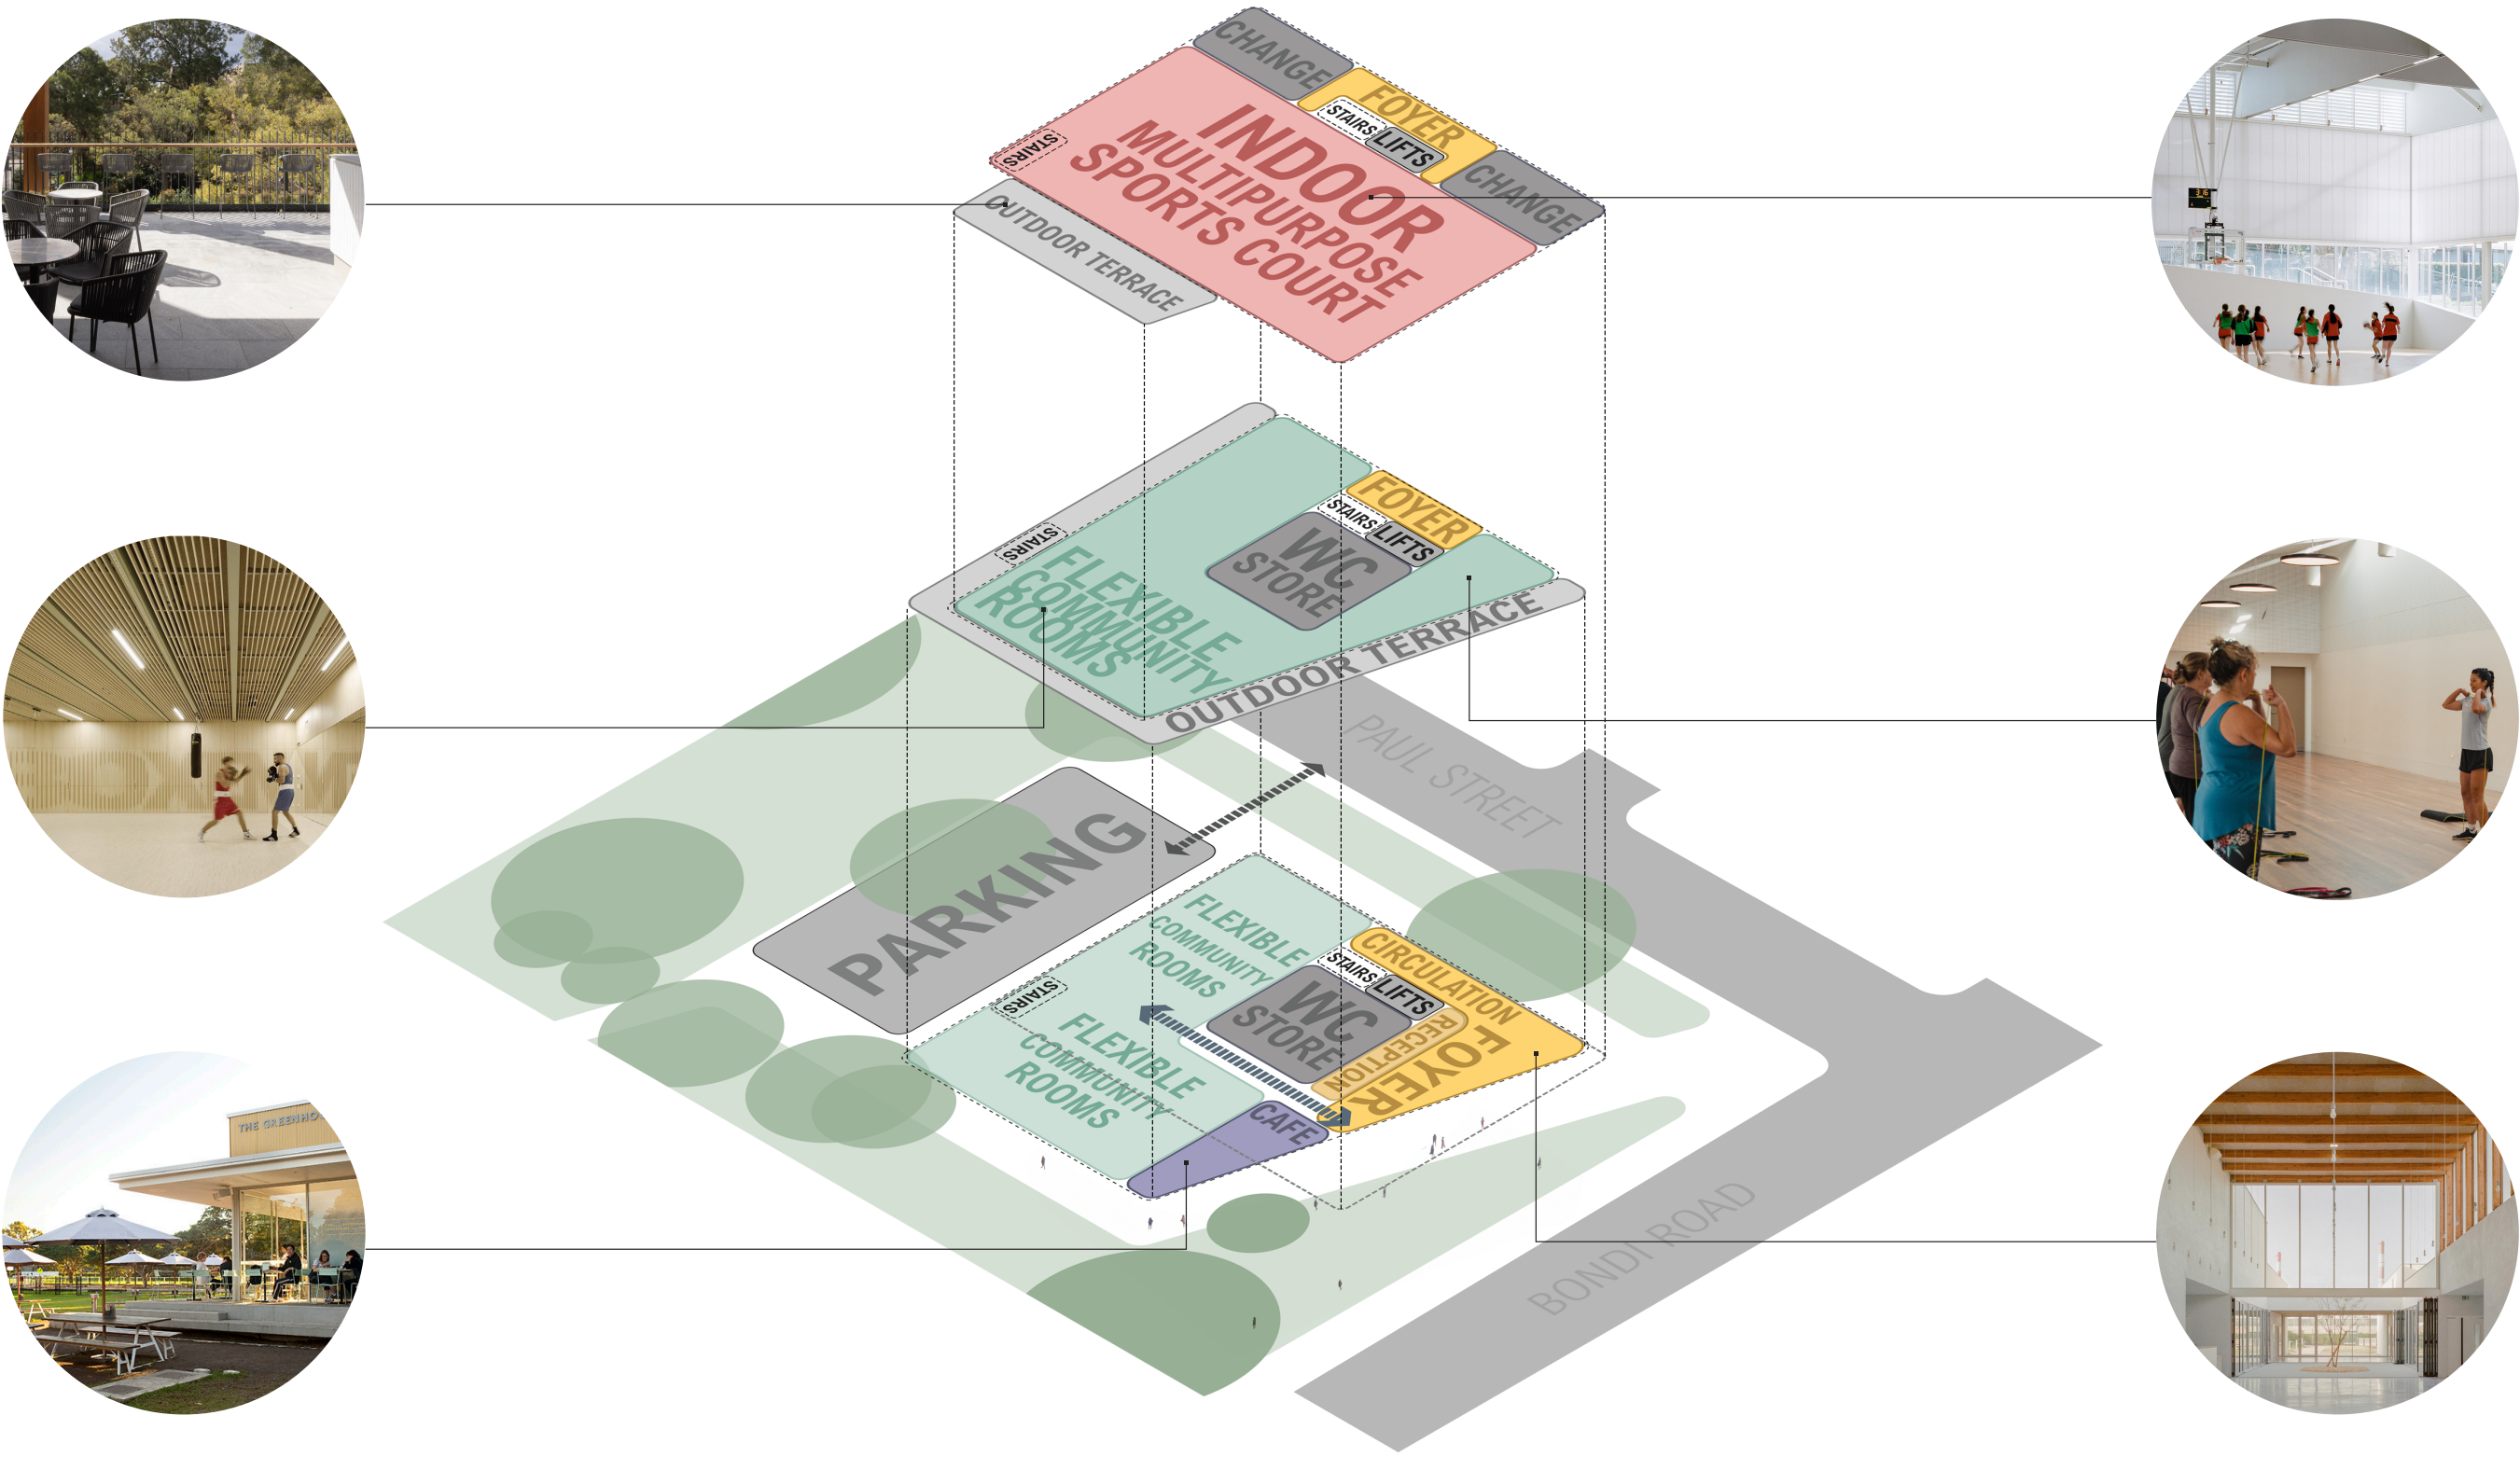 CHANGE
FOYER
STAIRS
LIFTS
CHANGE
STAIRS
INDOOR
MULTIPURPOSE
SPORTS COURT
OUTDOOR TERRACE
FOYER
STAIRS
LIFTS
WC
STORE
STAIRS
FLEXIBLE
COMMUNITY
ROOMS
OUTDOOR TERRACE
PAUL STREET
PARKING
FLEXIBLE
COMMUNITY
ROOMS
CIRCULATION
STAIRS
LIFTS
WC
STORE
RECEPTION
FOYER
STAIRS
FLEXIBLE
COMMUNITY
ROOMS
CAFE
BONDI ROAD
THE GREENHO